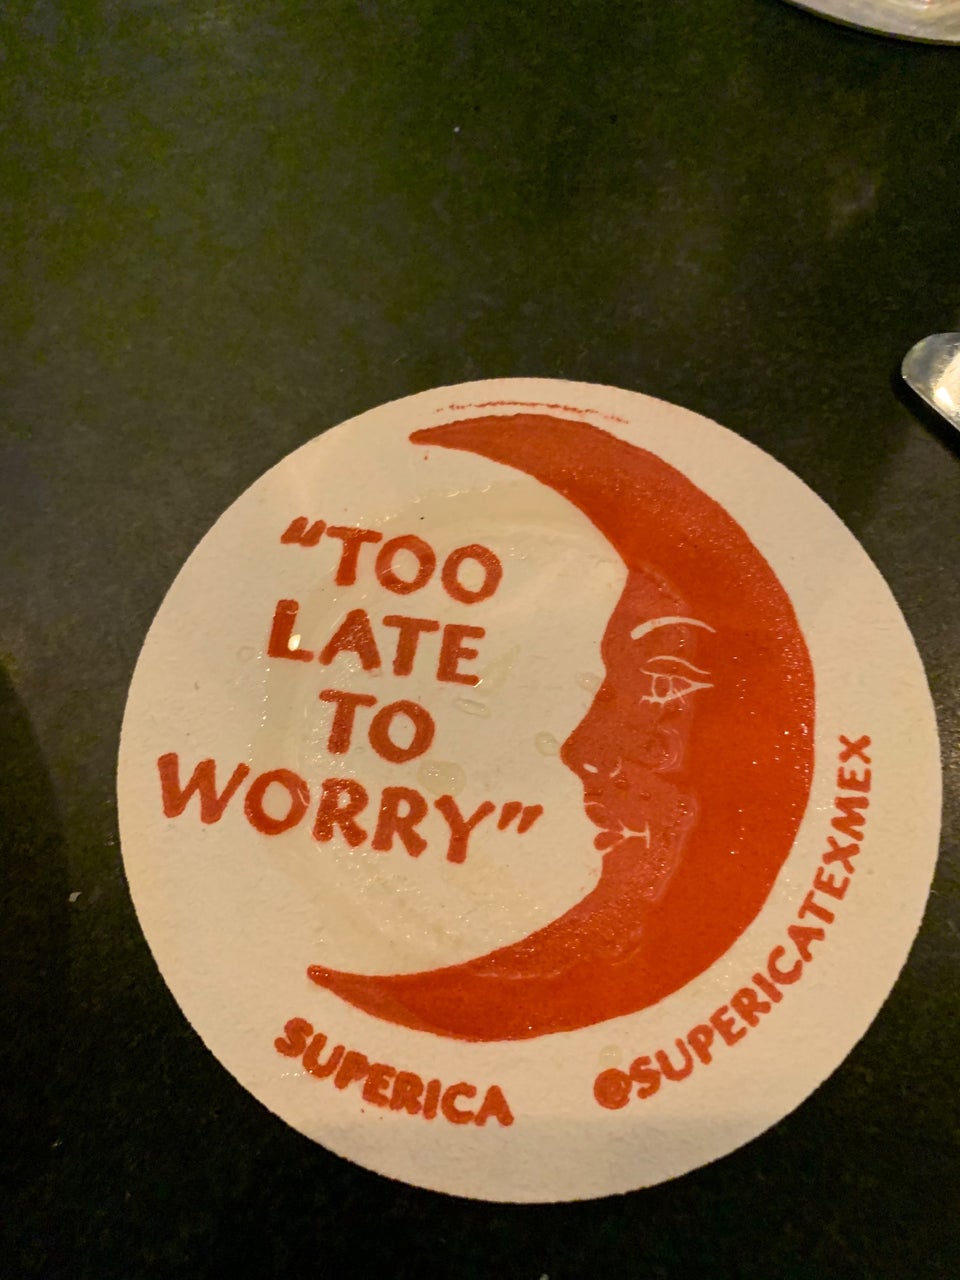 “TOO
LATE
TO
WORRY”
SUPERICA
@SUPERICATEXMEX